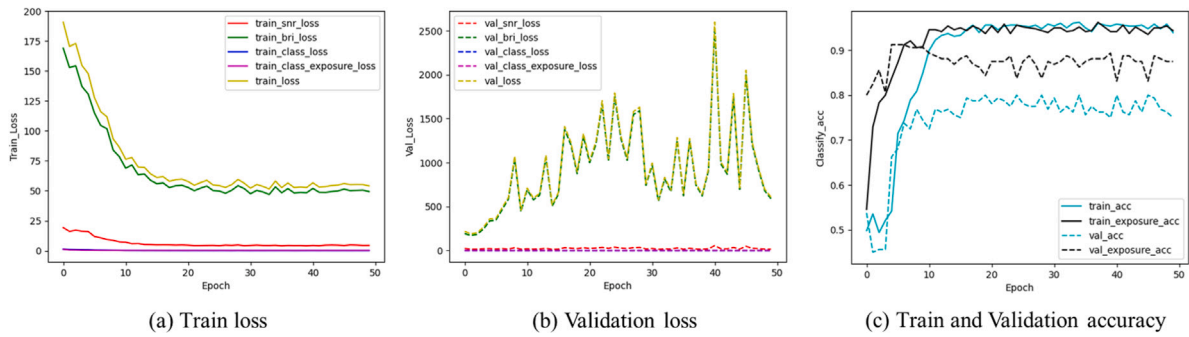 train_snr_loss
train_bri_loss
train_class_loss
train_class_exposure_loss
train_loss
200
175
150
125
100
75
50
25
0
Train_Loss
0 10 20 30 40 50
Epoch
(a) Train loss
val_snr_loss
val_bri_loss
val_class_loss
val_class_exposure_loss
val_loss
2500
2000
1500
1000
500
0
Val_Loss
0 10 20 30 40 50
Epoch
(b) Validation loss
0.9
0.8
0.7
0.6
0.5
Classify_acc
train_acc
train_exposure_acc
val_acc
val_exposure_acc
0 10 20 30 40 50
Epoch
(c) Train and Validation accuracy